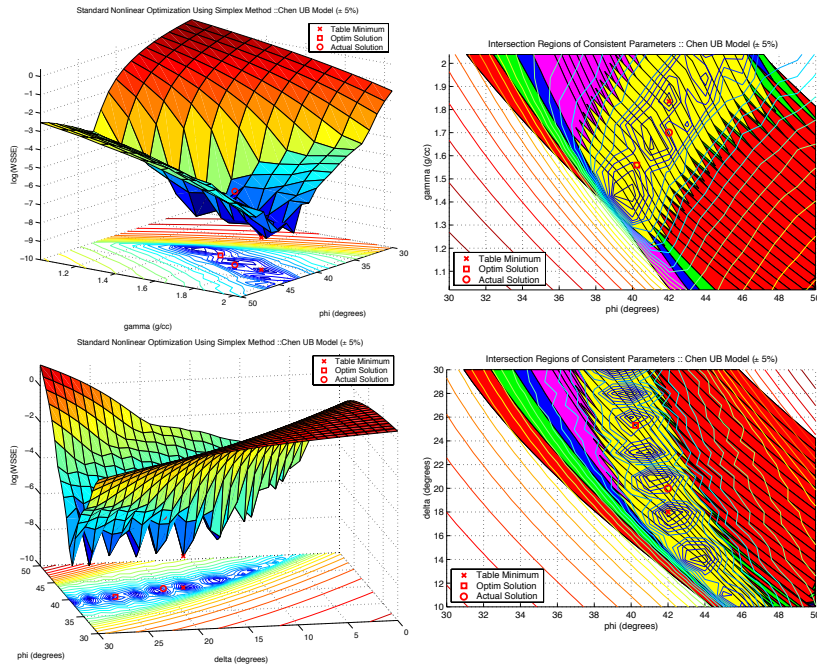 Standard Nonlinear Optimization Using Simplex Method ::Chen UB Model (± 5%)
Table Minimum
Optim Solution
Actual Solution
0
-1
-2
-3
-4
-5
-6
-7
-8
-9
-10
log(WSSE)
1.2
1.4
1.6
1.8
2
gamma (g/cc)
50
45
40
35
30
phi (degrees)
Intersection Regions of Consistent Parameters :: Chen UB Model (± 5%)
2
1.9
1.8
1.7
1.6
1.5
1.4
1.3
1.2
1.1
gamma (g/cc)
Table Minimum
Optim Solution
Actual Solution
30 32 34 36 38 40 42 44 46 48 50
phi (degrees)
Standard Nonlinear Optimization Using Simplex Method ::Chen UB Model (± 5%)
Table Minimum
Optim Solution
Actual Solution
0
-2
-4
-6
-8
-10
log(WSSE)
50
45
40
35
30
phi (degrees)
30
25
20
15
10
5
0
delta (degrees)
Intersection Regions of Consistent Parameters :: Chen UB Model (± 5%)
30
28
26
24
22
20
18
16
14
12
10
delta (degrees)
Table Minimum
Optim Solution
Actual Solution
30 32 34 36 38 40 42 44 46 48 50
phi (degrees)